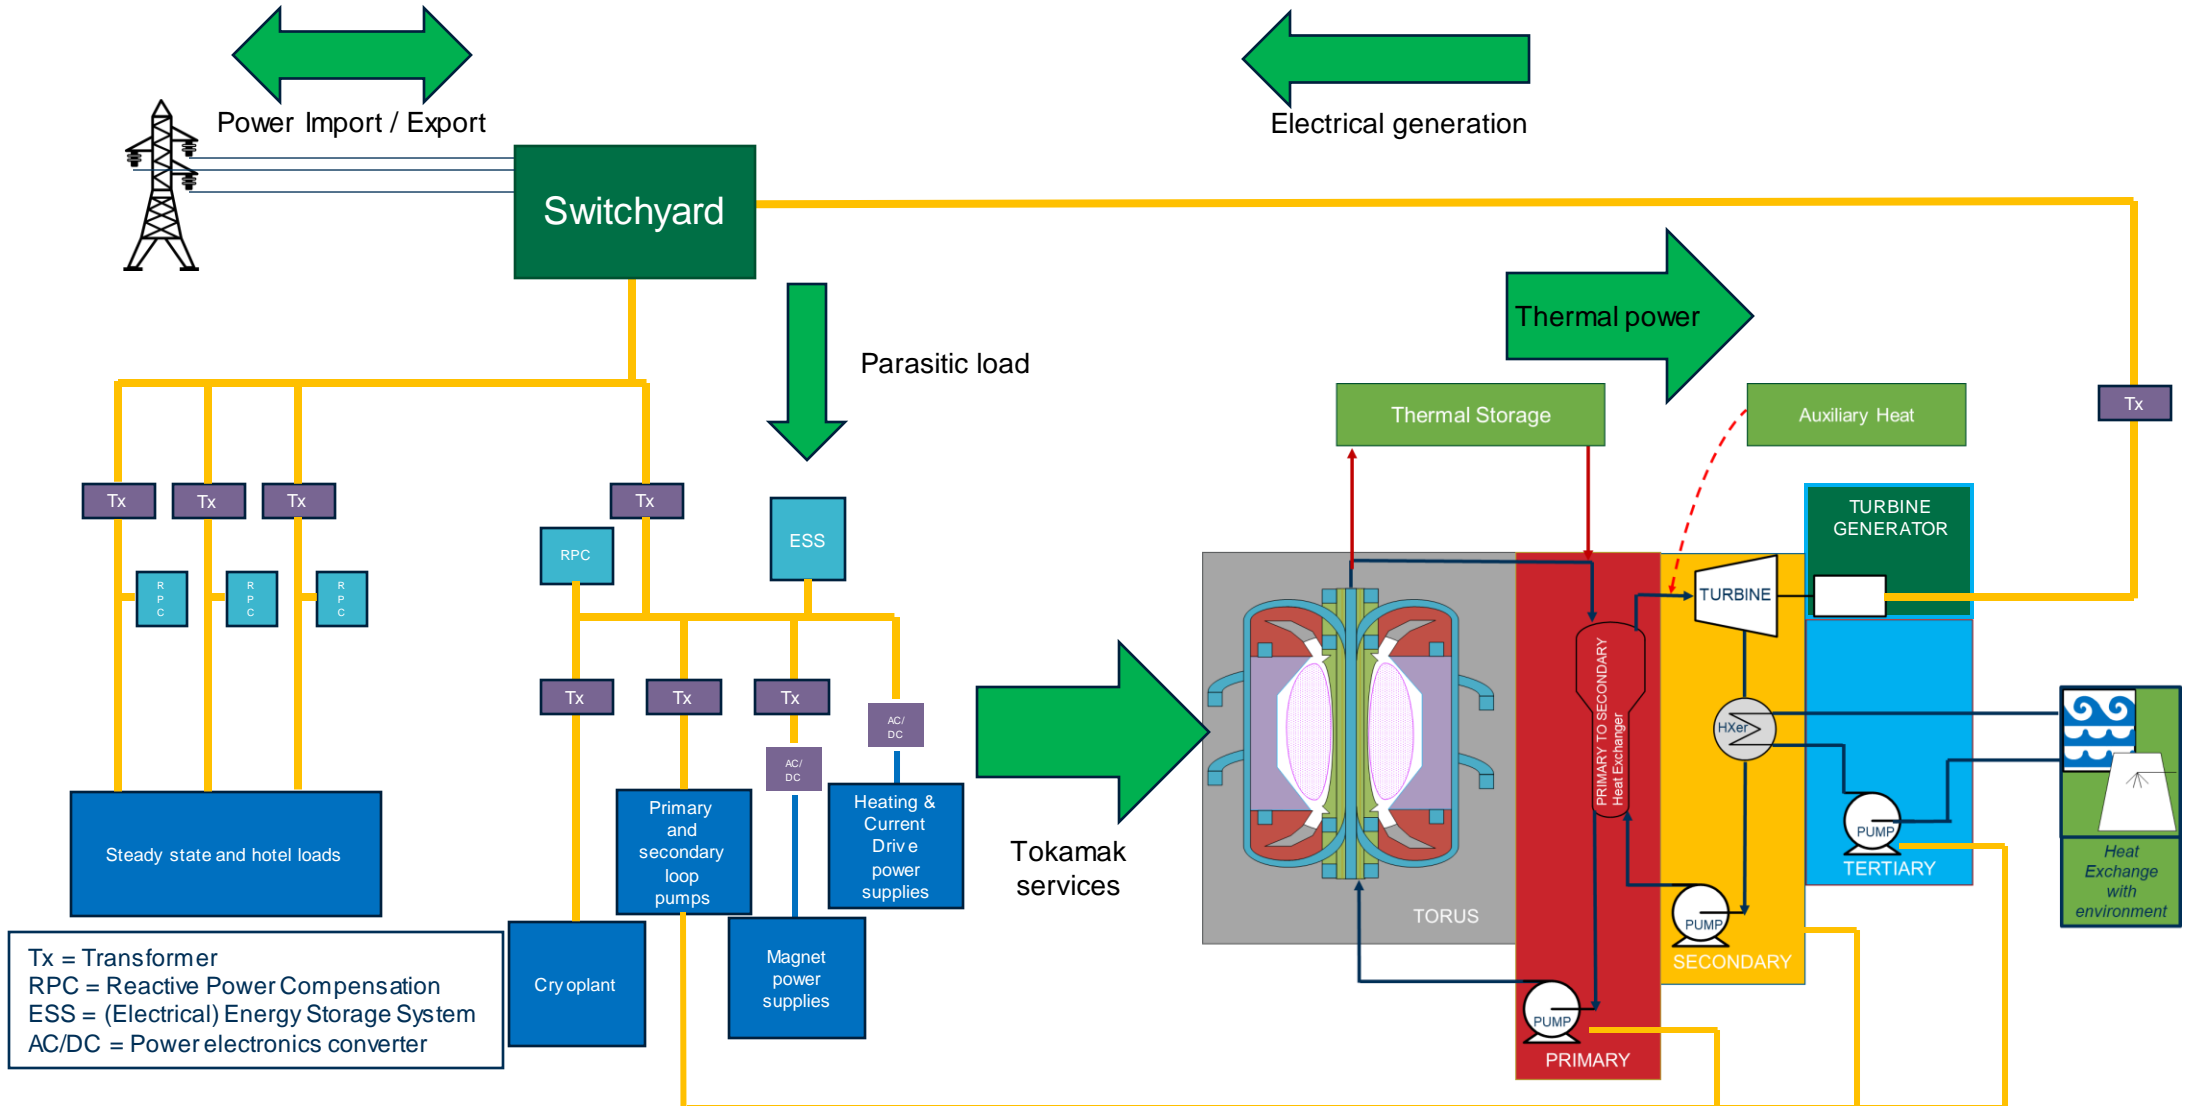 Power Import / Export
Electrical generation
Switchyard
Thermal power
Parasitic load
Thermal Storage
Auxiliary Heat
Tx
Tx
Tx
Tx
Tx
RPC
ESS
R
P
C
R
P
C
R
P
C
TURBINE
GENERATOR
TURBINE
Tx
Tx
Tx
AC/
DC
AC/
DC
PRIMARY TO SECONDARY
Heat Exchanger
HXer
Steady state and hotel loads
Primary
and
secondary
loop
pumps
Heating &
Current
Drive
power
supplies
Tokamak
services
PUMP
TERTIARY
Heat
Exchange
with
environment
TORUS
PUMP
SECONDARY
Cryoplant
Magnet
power
supplies
PUMP
PRIMARY
Tx = Transformer
RPC = Reactive Power Compensation
ESS = (Electrical) Energy Storage System
AC/DC = Power electronics converter